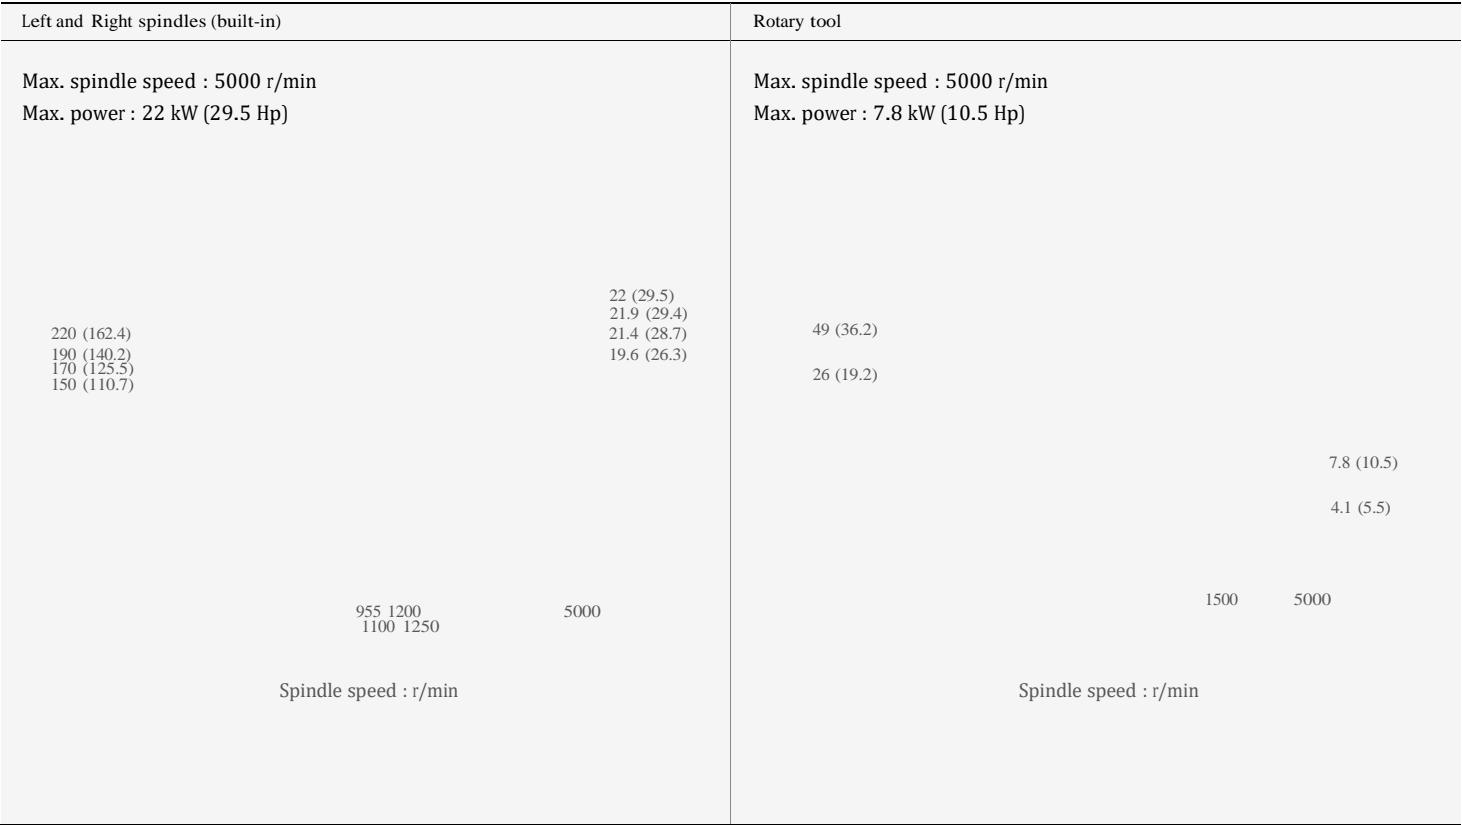 Left and Right spindles (built-in)
Max. spindle speed : 5000 r/min
Max. power : 22 kW (29.5 Hp)
22 (29.5)
21.9 (29.4)
21.4 (28.7)
19.6 (26.3)
220 (162.4)
190 (140.2)
170 (125.5)
150 (110.7)
955 1200
1100 1250
5000
Spindle speed : r/min
Rotary tool
Max. spindle speed : 5000 r/min
Max. power : 7.8 kW (10.5 Hp)
49 (36.2)
26 (19.2)
7.8 (10.5)
4.1 (5.5)
1500
5000
Spindle speed : r/min